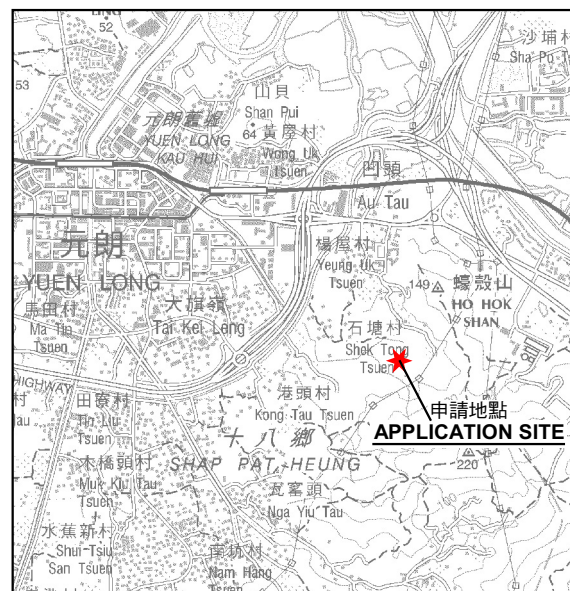 52
沙埔村
Sha Po T
53
山貝
Shan Pui
元朗舊墟
64 黃屋村
YUEN LONG
KAU HUI
Wong Uk
Tsuen
凹頭
Au Tau
元朗
YUEN LONG
楊屋村
Yeung Uk
Tsuen
149
蠔殼山
HO HOK
SHAN
馬田村
Ma Tin
Tsuen
大旗嶺
Tai Kei Leng
石塘村
Shek Tong
Tsuen
HIGHWAY
村
田寮村
Tin Liu
Tsuen
港頭村
Kong Tau Tsuen
申請地點
APPLICATION SITE
十八鄉
SHAP PAT HEUNG
220
木橋頭村
Muk Kiu Tau
Tsuen
瓦窰頭
Nga Yiu Tau
水蕉新村
Shui Tsiu
San Tsuen
南坑村
Nam Hang
Tsuen